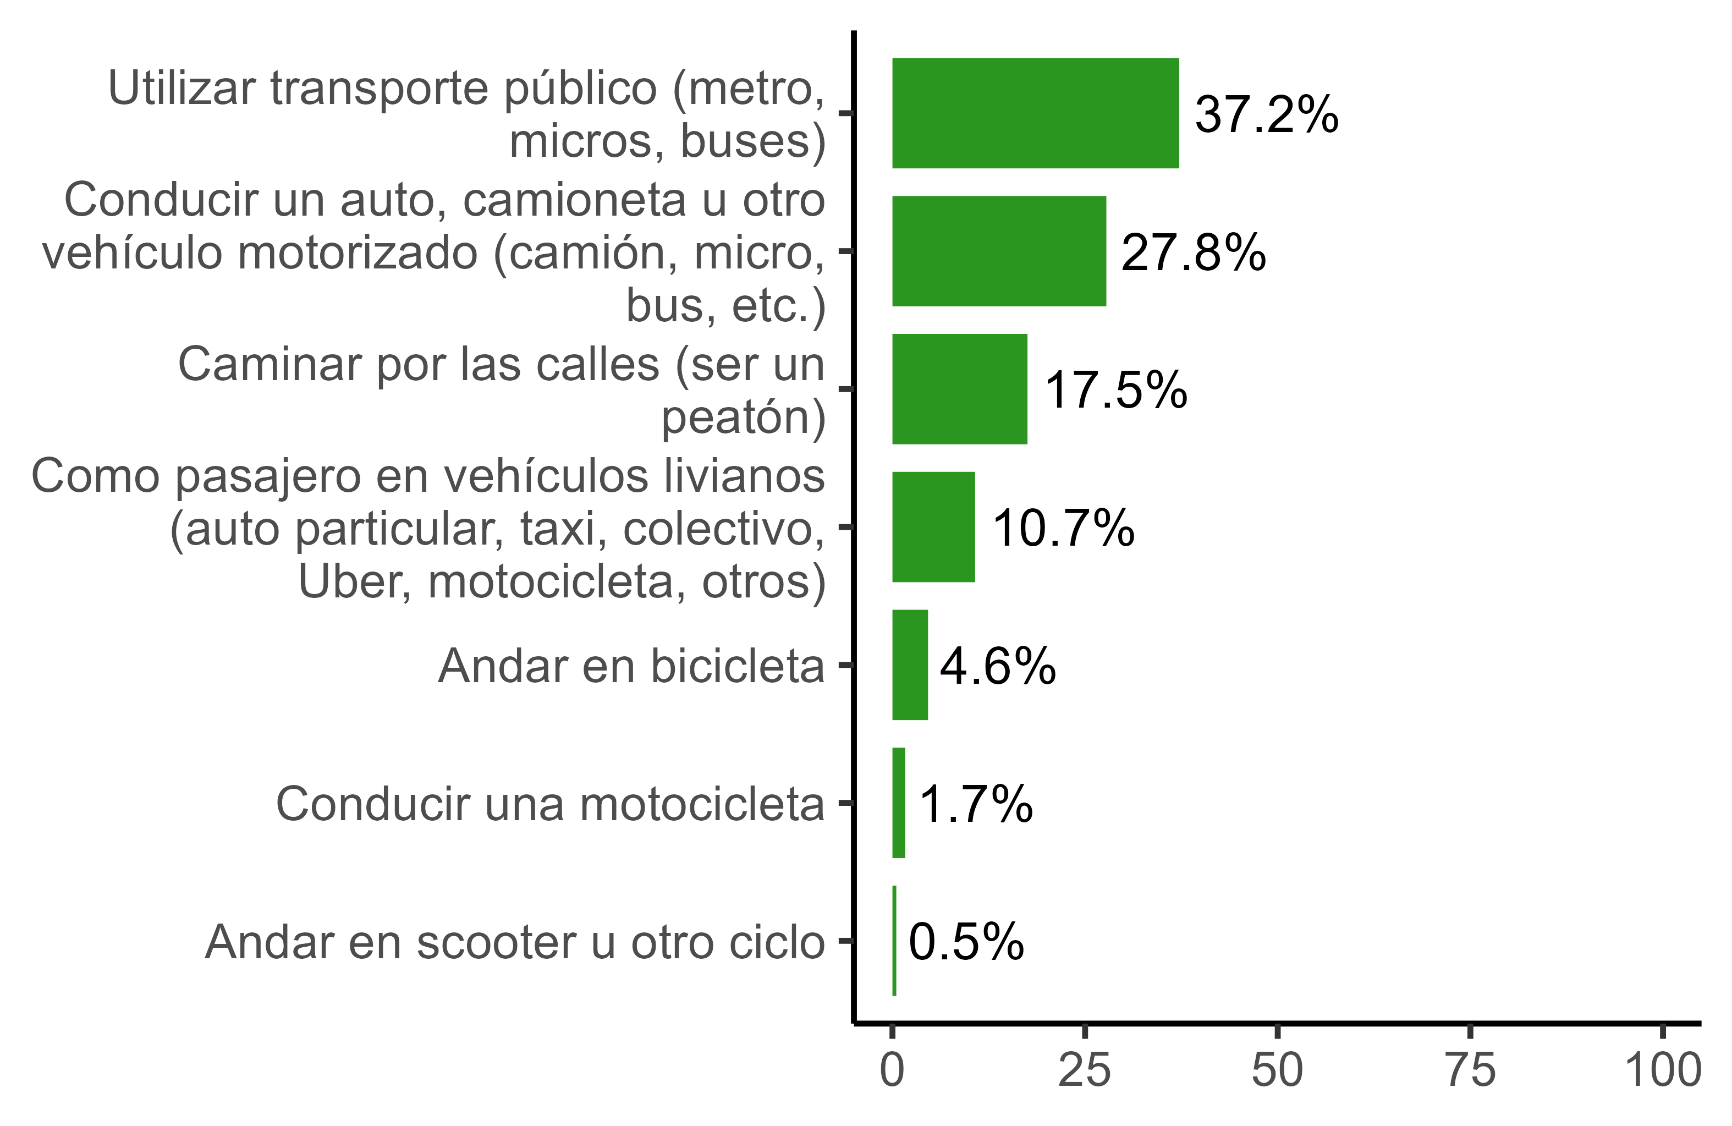 Utilizar transporte público (metro,
micros, buses)
37.2%
Conducir un auto, camioneta u otro
vehículo motorizado (camión, micro,
bus, etc.)
27.8%
Caminar por las calles (ser un
peatón)
17.5%
Como pasajero en vehículos livianos
(auto particular, taxi, colectivo,
Uber, motocicleta, otros)
10.7%
Andar en bicicleta
4.6%
Conducir una motocicleta
1.7%
Andar en scooter u otro ciclo
0.5%
0 25 50 75 100